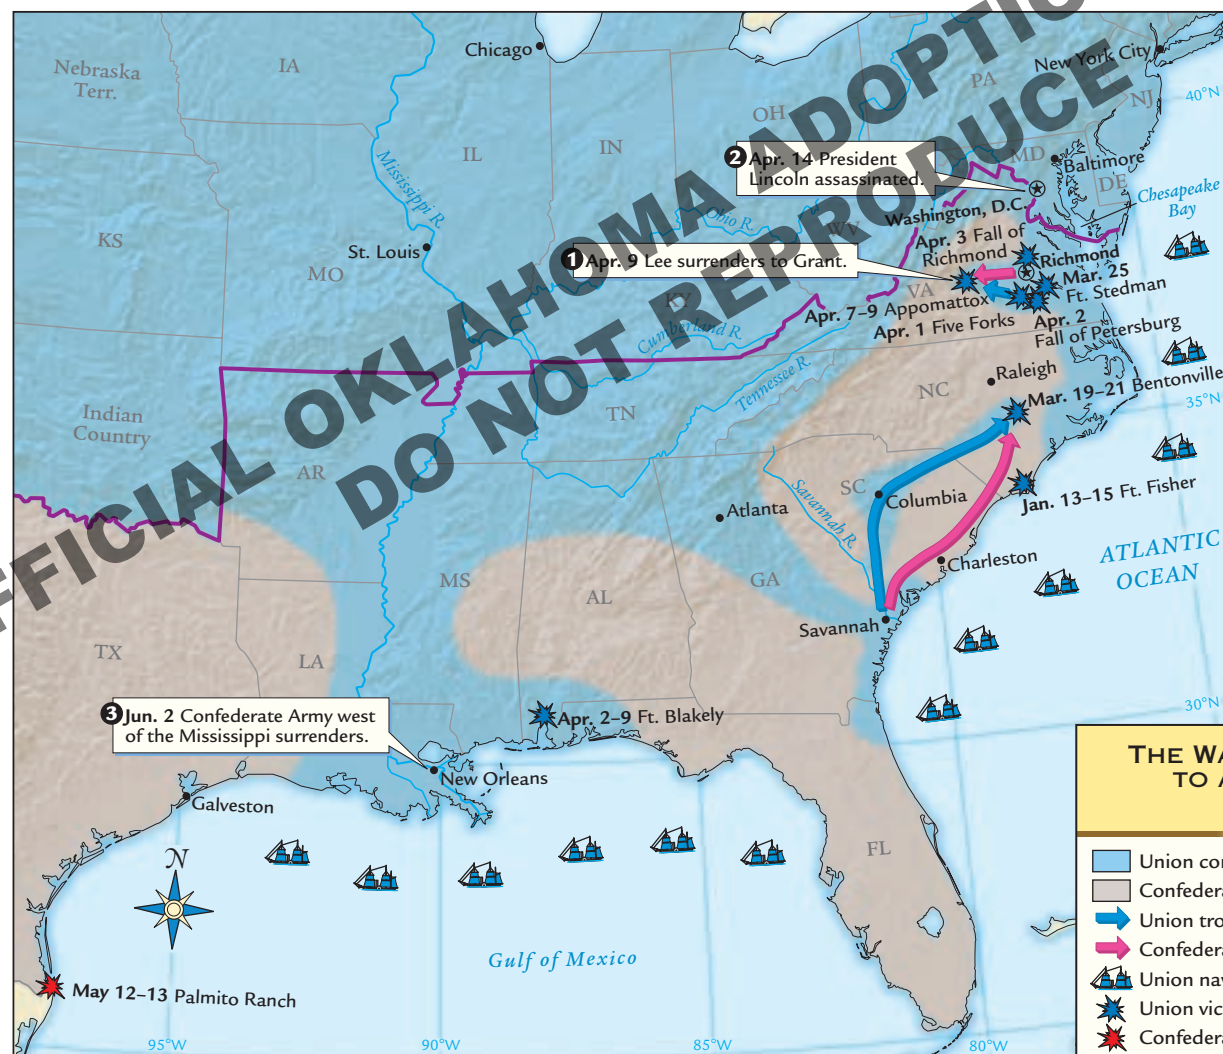 Chicago
New York City
Nebraska
Terr.
IA
PA
NJ
40°N
OH
IL
IN
Mississippi R.
❷ Apr. 14 President
Lincoln assassinated.
MD
Baltimore
DE
Chesapeake
Bay
Washington, D.C.
Ohio R.
WV
KS
MO
St. Louis
❶ Apr. 9 Lee surrenders to Grant.
Apr. 3 Fall of
Richmond
Richmond
Mar. 25
Ft. Stedman
VA
KY
Apr. 7–9 Appomattox
Apr. 1 Five Forks
Apr. 2
Fall of Petersburg
Cumberland R.
Tennessee R.
Raleigh
NC
Mar. 19–21 Bentonville
35°N
Indian
Country
TN
AR
SC
Columbia
Savannah R.
Jan. 13–15 Ft. Fisher
Atlanta
ATLANTIC
OCEAN
Charleston
MS
AL
GA
Savannah
TX
LA
30°N
❸ Jun. 2 Confederate Army west
of the Mississippi surrenders.
Apr. 2–9 Ft. Blakely
New Orleans
Galveston
N
FL
Gulf of Mexico
May 12–13 Palmito Ranch
95°W
90°W
85°W
80°W
THE WA
TO A
Union con
Confedera
Union tro
Confedera
Union nav
Union vic
Confedera
OFFICIAL OKLAHOMA ADOPTIO
DO NOT REPRODUCE